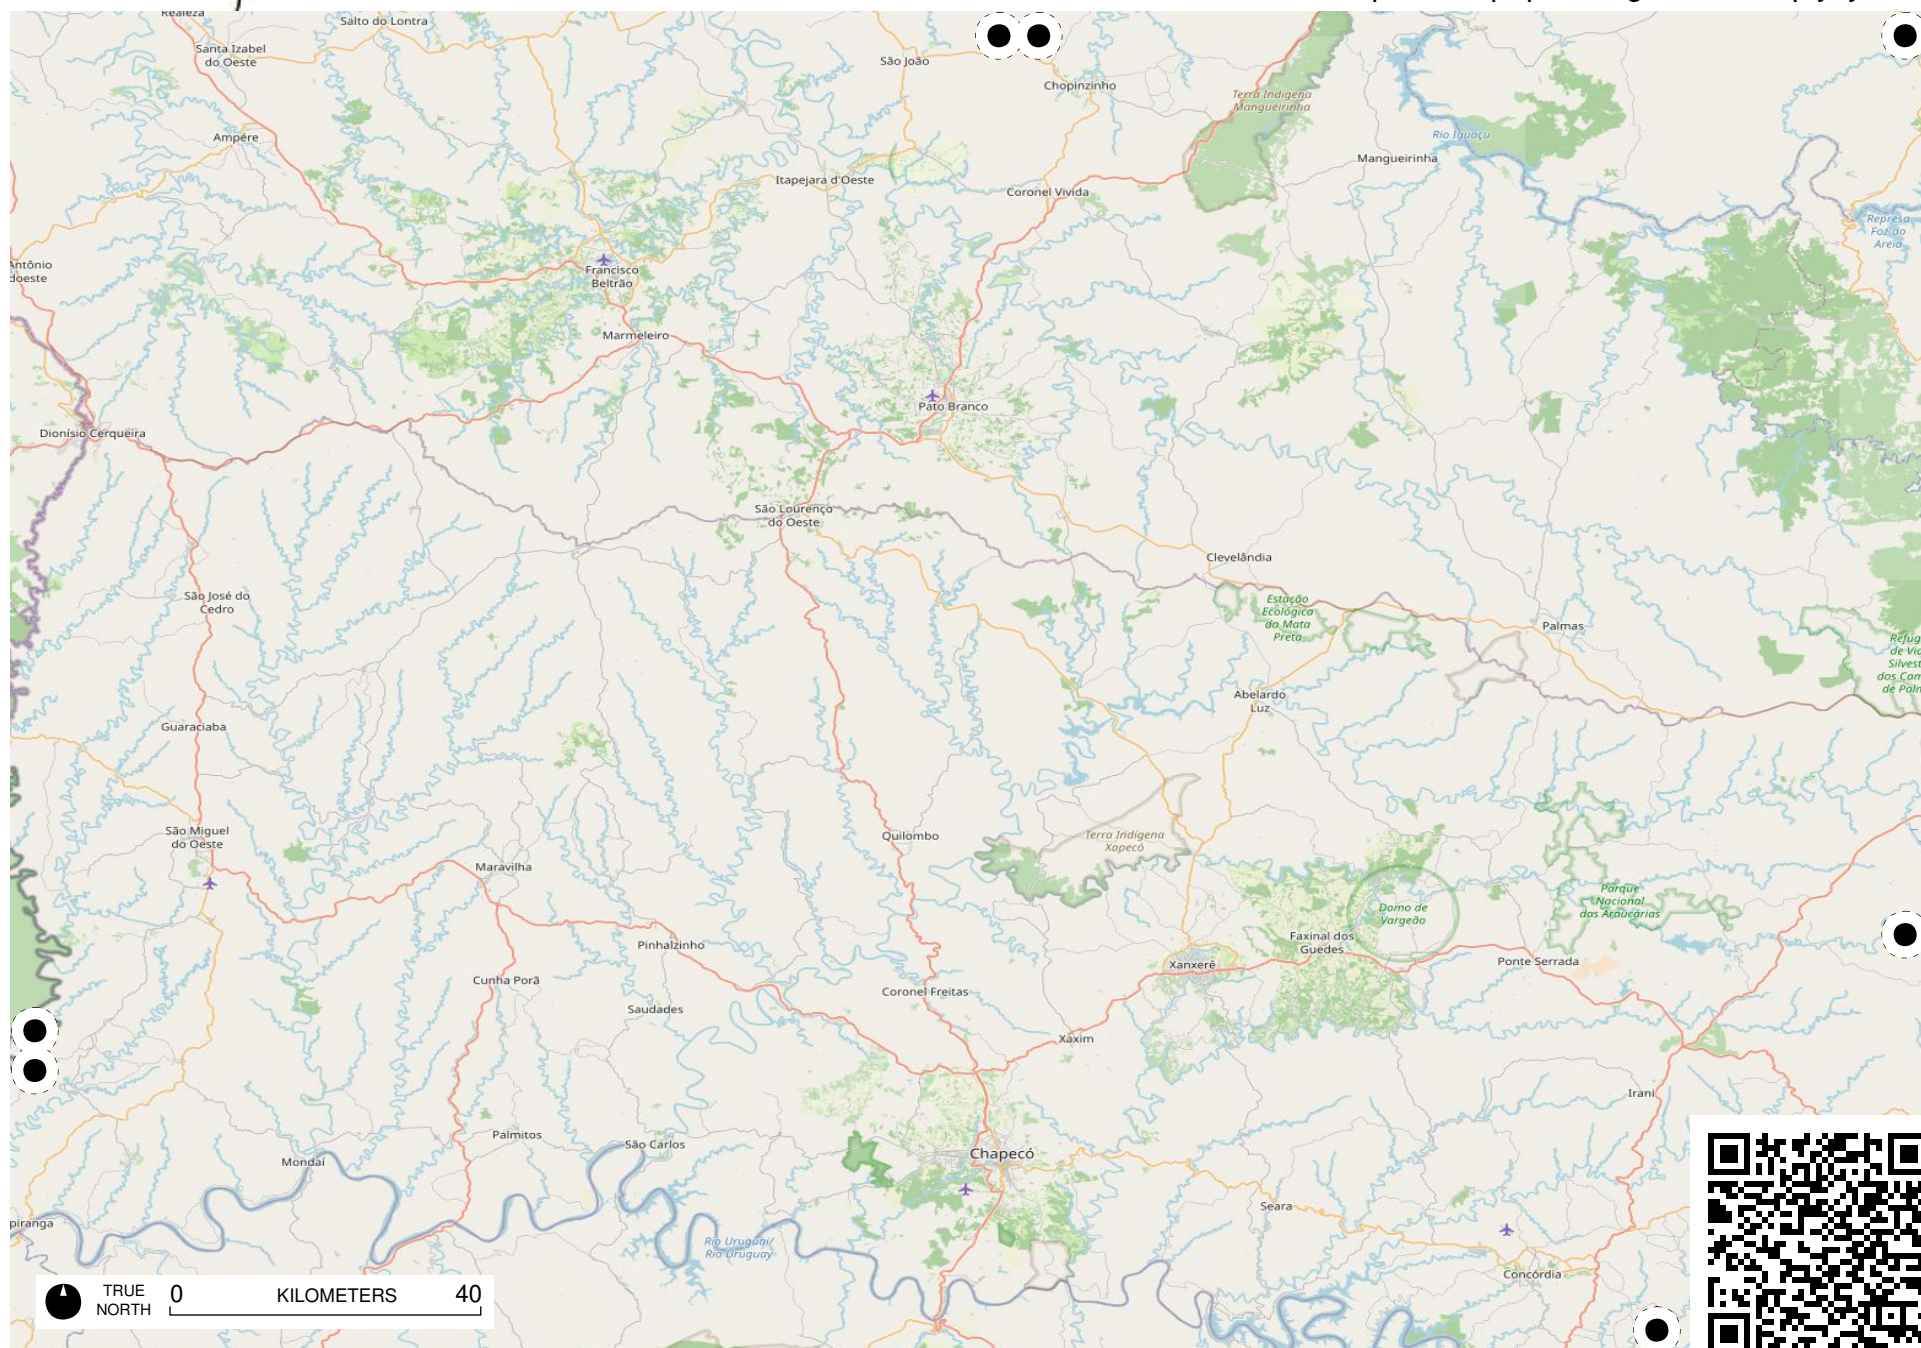 Salto do Lontra
Santa Izabel
do Oeste
São João
Chopinzinho
Terra Indígena
Mangueirinha
Ampére
Rio Iguaçu
Mangueirinha
Itapejara d'Oeste
Coronel Vivida
Represa
Foz do
Areia
Francisco
Beltrão
Marmeleiro
Pato Branco
Dionísio Cerqueira
São Lourenço
do Oeste
Clevelândia
São José do
Cedro
Estação
Ecológica
da Mata
Preta
Palmas
Abelardo
Luz
Guaraciaba
São Miguel
do Oeste
Quilombo
Terra Indígena
Xapecó
Maravilha
Parque
Nacional
das Araucárias
Domo de
Vargeão
Faxinal dos
Guedes
Pinhalzinho
Ponte Serrada
Xanxerê
Cunha Porã
Coronel Freitas
Saudades
Xaxim
Irani
Palmitos
São Carlos
Chapecó
Mondaí
Seara
piranga
Rio Uruguai/
Rio Uruguay
Concórdia
TRUE
NORTH
0 KILOMETERS 40